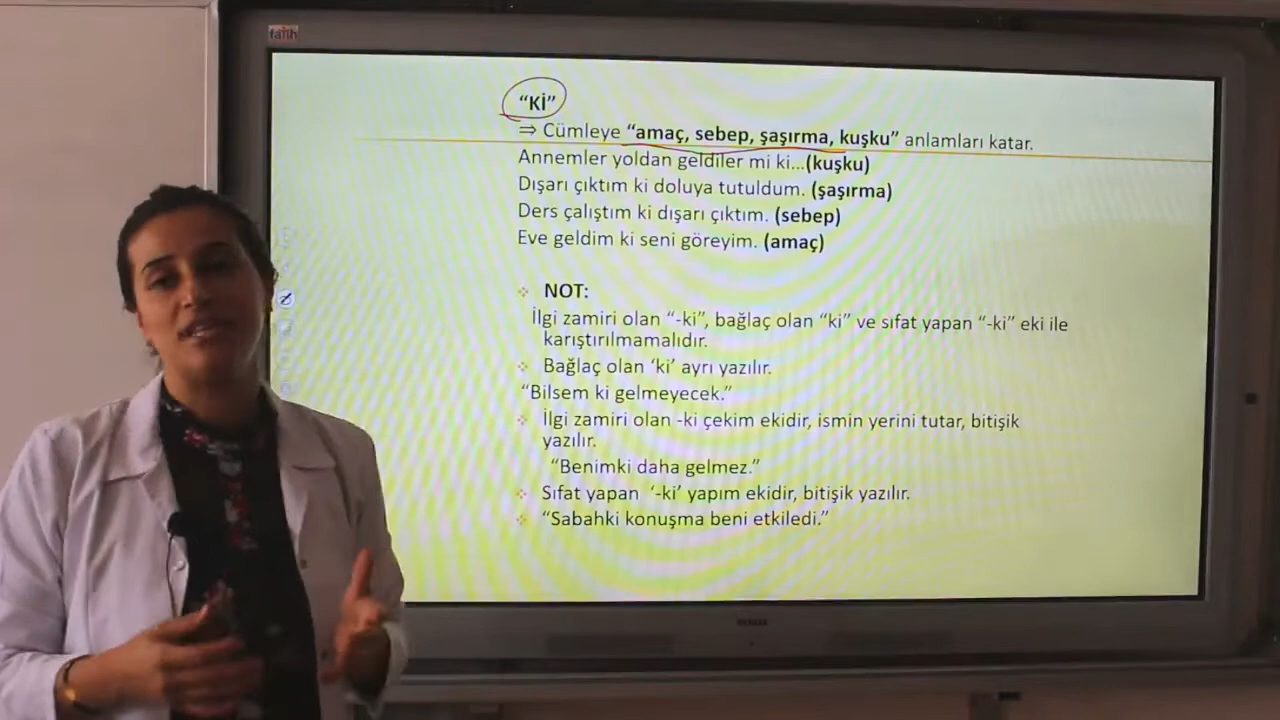 fatih
"Kİ"
⇒ Cümleye "amaç, sebep, şaşırma, kuşku" anlamları katar.
Annemler yoldan geldiler mi ki...(kuşku)
Dışarı çıktım ki doluya tutuldum. (şaşırma)
Ders çalıştım ki dışarı çıktım. (sebep)
Eve geldim ki seni göreyim. (amaç)
NOT:
İlgi zamiri olan "-ki", bağlaç olan "ki" ve sıfat yapan "-ki" eki ile
karıştırılmamalıdır.
Bağlaç olan 'ki' ayrı yazılır.
"Bilsem ki gelmeyecek."
İlgi zamiri olan -ki çekim ekidir, ismin yerini tutar, bitişik
yazılır.
"Benimki daha gelmez."
Sıfat yapan '-ki' yapım ekidir, bitişik yazılır.
"Sabahki konuşma beni etkiledi."